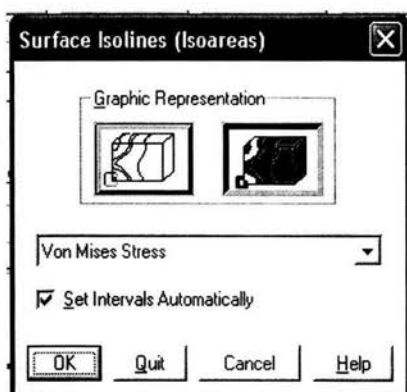 Surface Isolines (Isoareas)
Graphic Representation
Von Mises Stress
Set Intervals Automatically
OK Quit Cancel Help